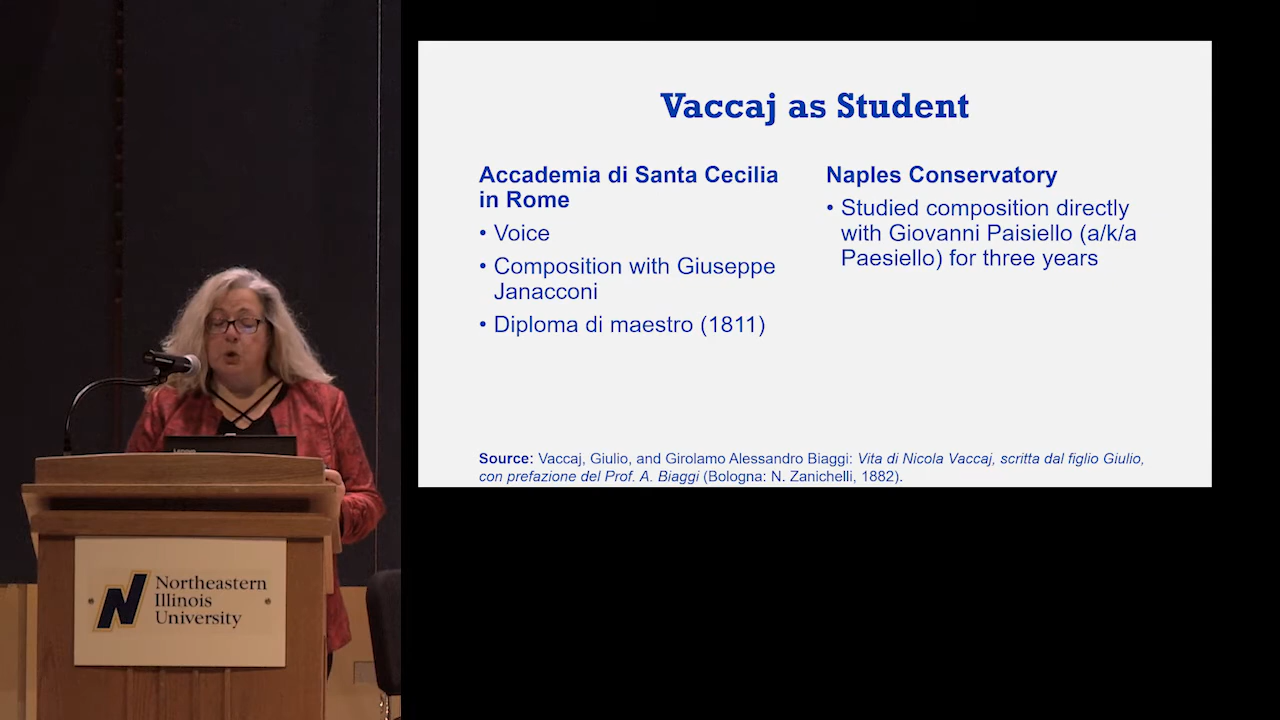 Vaccaj as Student
Accademia di Santa Cecilia
in Rome
• Voice
• Composition with Giuseppe
Janacconi
• Diploma di maestro (1811)
Naples Conservatory
• Studied composition directly
with Giovanni Paisiello (a/k/a
Paesiello) for three years
Source: Vaccaj, Giulio, and Girolamo Alessandro Biaggi: Vita di Nicola Vaccaj, scritta dal figlio Giulio,
con prefazione del Prof. A. Biaggi (Bologna: N. Zanichelli, 1882).
Lenovo
N Northeastern
Illinois
University